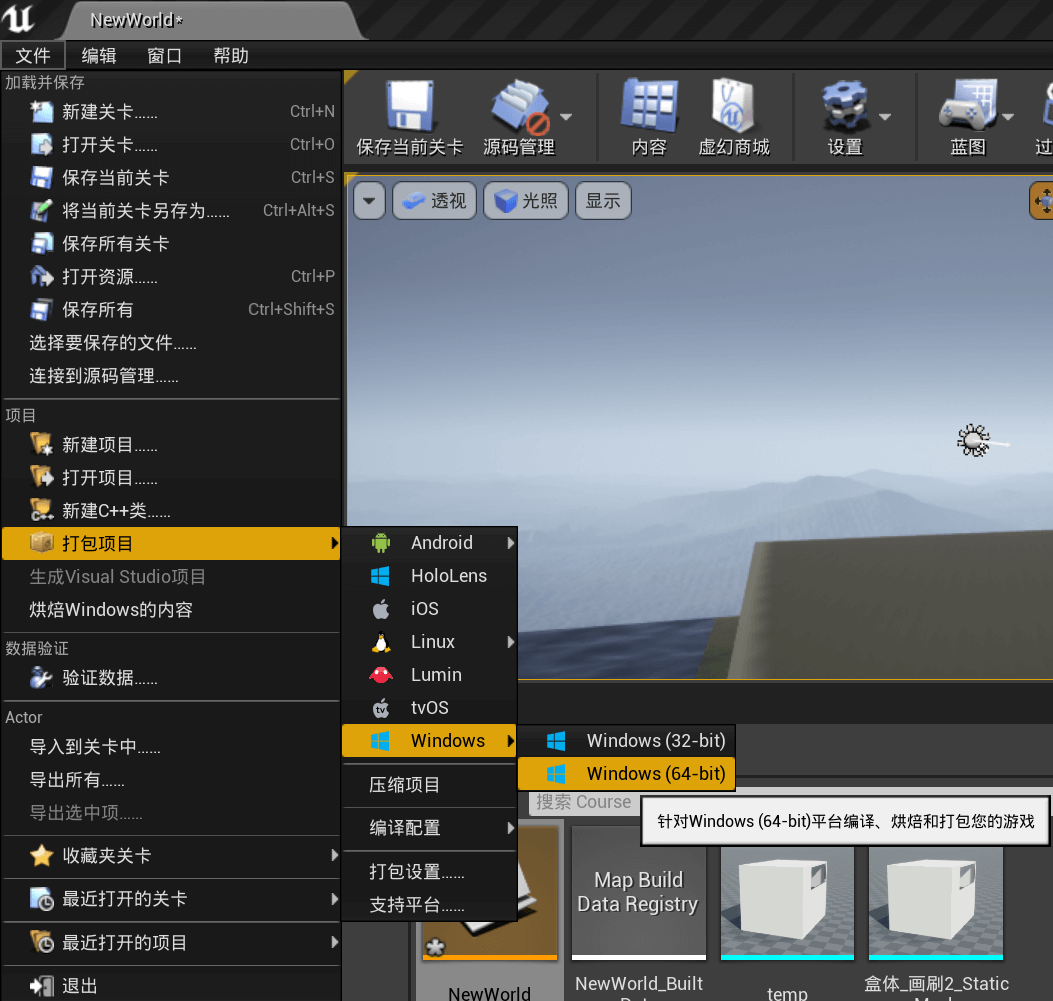 NewWorld*
文件 编辑 窗口 帮助
加载并保存
新建关卡...... Ctrl+N
打开关卡...... Ctrl+O
保存当前关卡 Ctrl+S
将当前关卡另存为...... Ctrl+Alt+S
保存所有关卡
打开资源...... Ctrl+P
保存所有 Ctrl+Shift+S
选择要保存的文件......
连接到源码管理......
项目
新建项目......
打开项目......
新建C++类......
打包项目
生成Visual Studio项目
烘焙Windows的内容
数据验证
验证数据......
Actor
导入到关卡中......
导出所有......
导出选中项......
收藏夹关卡
最近打开的关卡
最近打开的项目
退出
保存当前关卡 源码管理 内容 虚幻商城 设置 蓝图 过
透视 光照 显示
Android
HoloLens
iOS
Linux
Lumin
tvOS
Windows
压缩项目
编译配置
打包设置......
支持平台......
Windows (32-bit)
Windows (64-bit)
搜索 Course
针对Windows (64-bit)平台编译、烘焙和打包您的游戏
Map Build
Data Registry
NewWorld
NewWorld_Built
temp
盒体_画刷2_Static